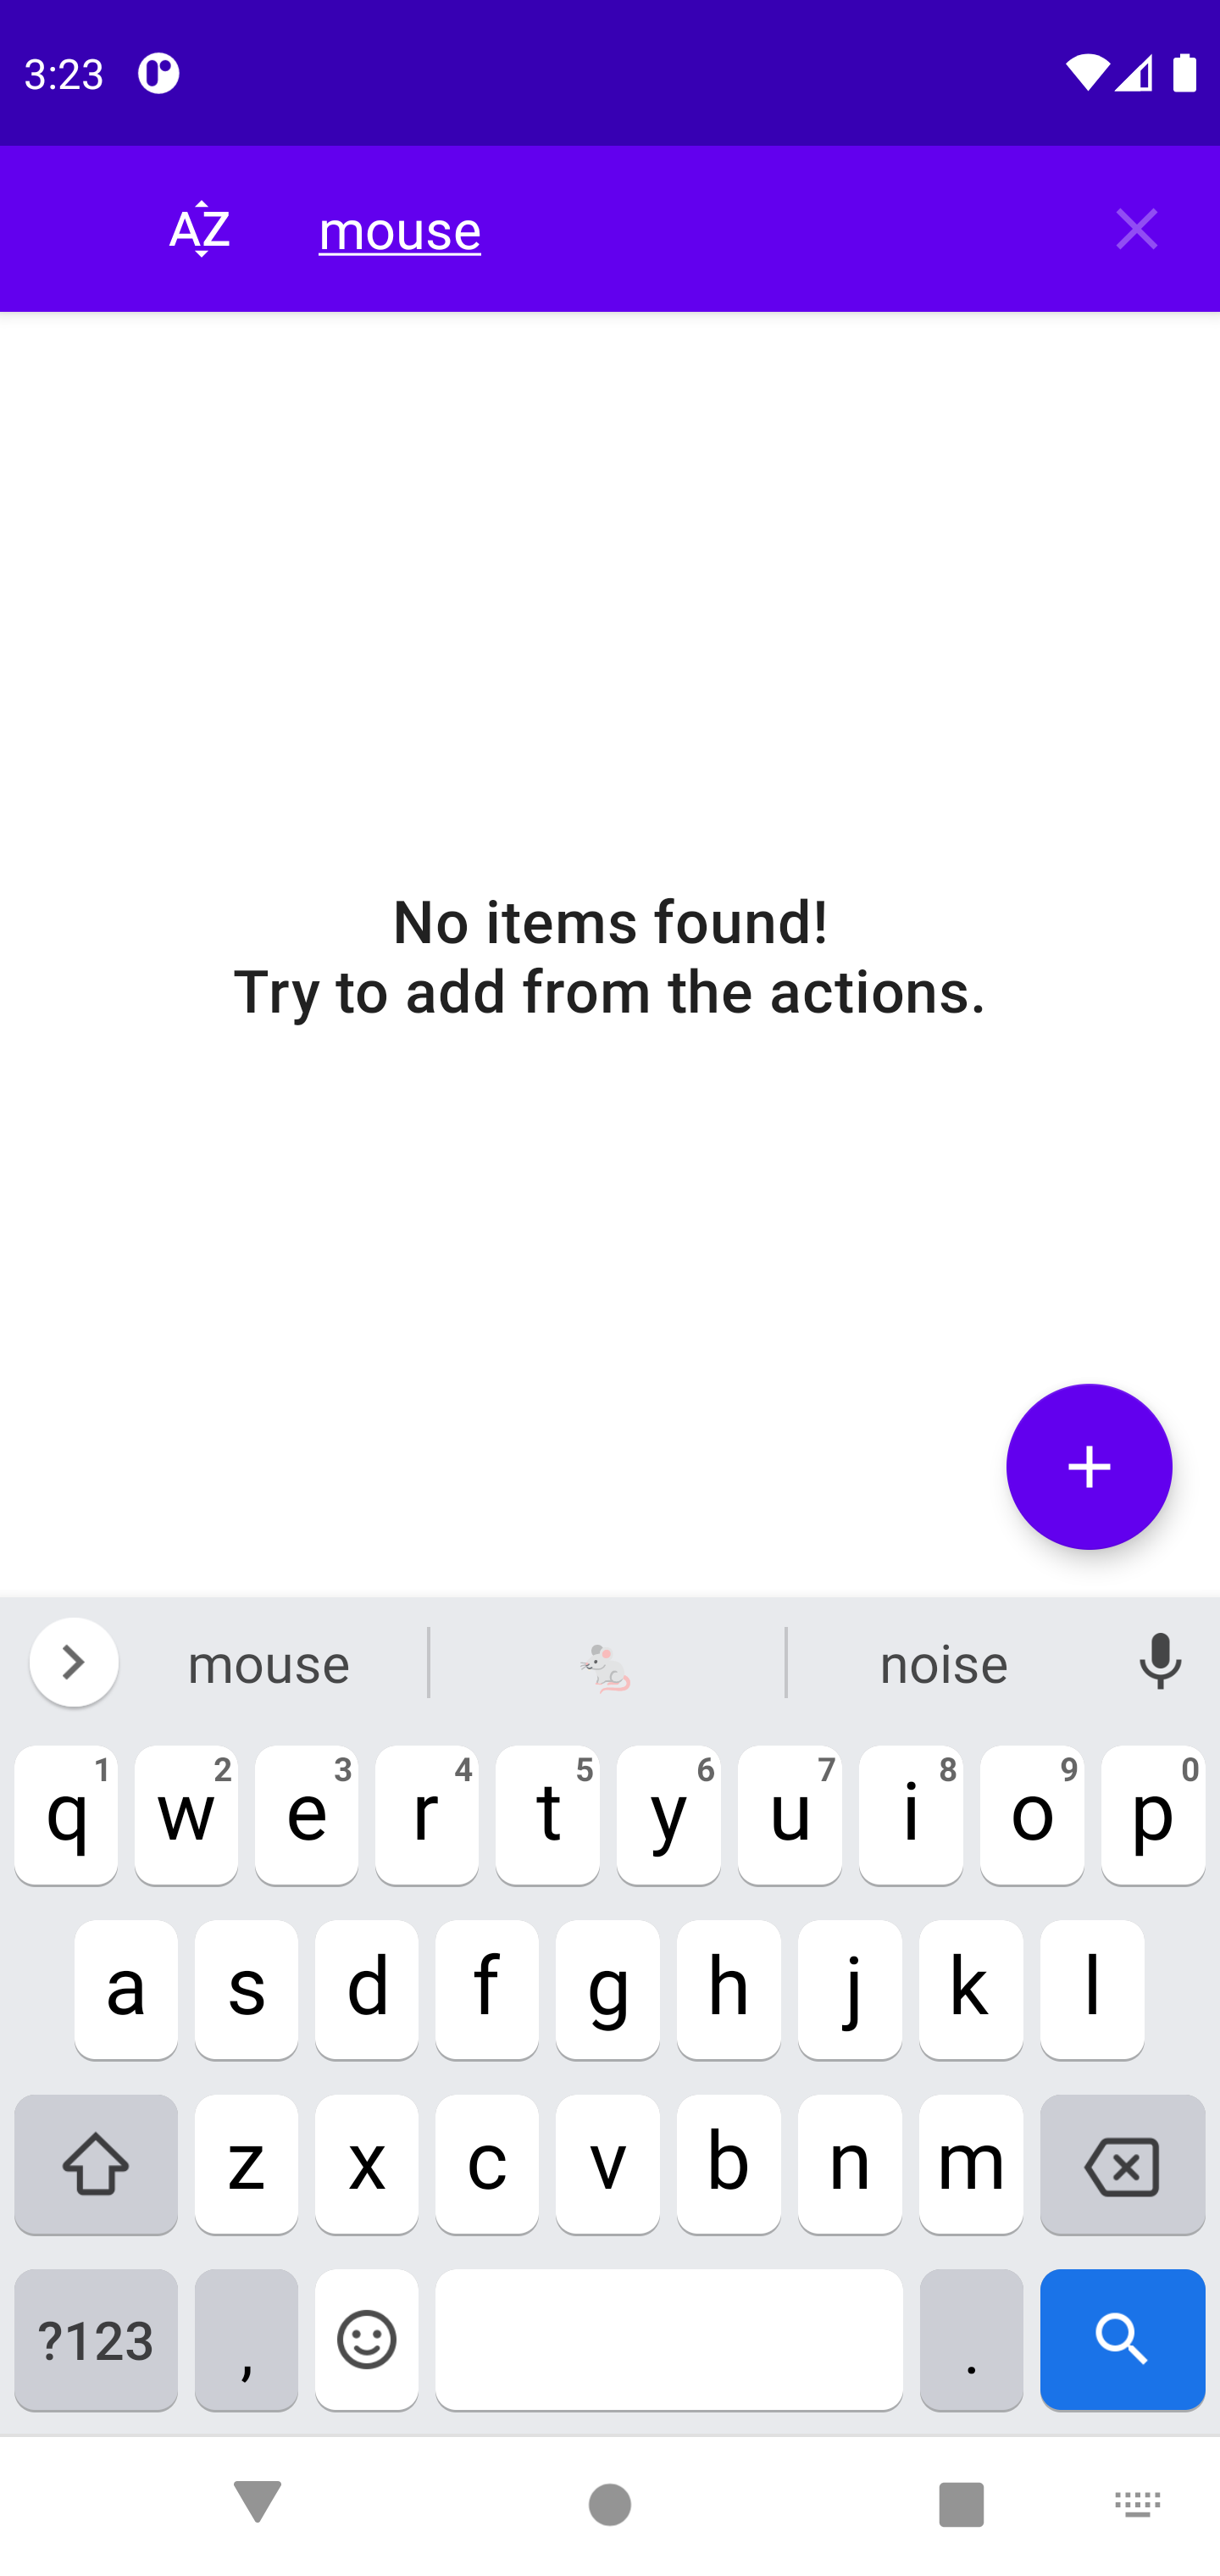 3:23
AZ
mouse
No items found!
Try to add from the actions.
mouse
noise
q 1 w 2 e 3 r 4 t 5 y 6 u 7 i 8 o 9 p 0
a s d f g h j k l
z x c v b n m
?123 , .